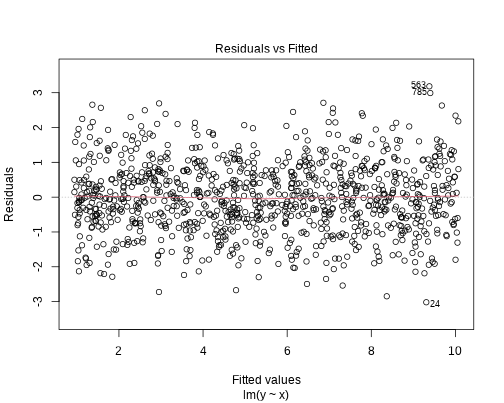 Residuals vs Fitted
563
785
24
3
2
1
0
-1
-2
-3
Residuals
2 4 6 8 10
Fitted values
lm(y ~ x)